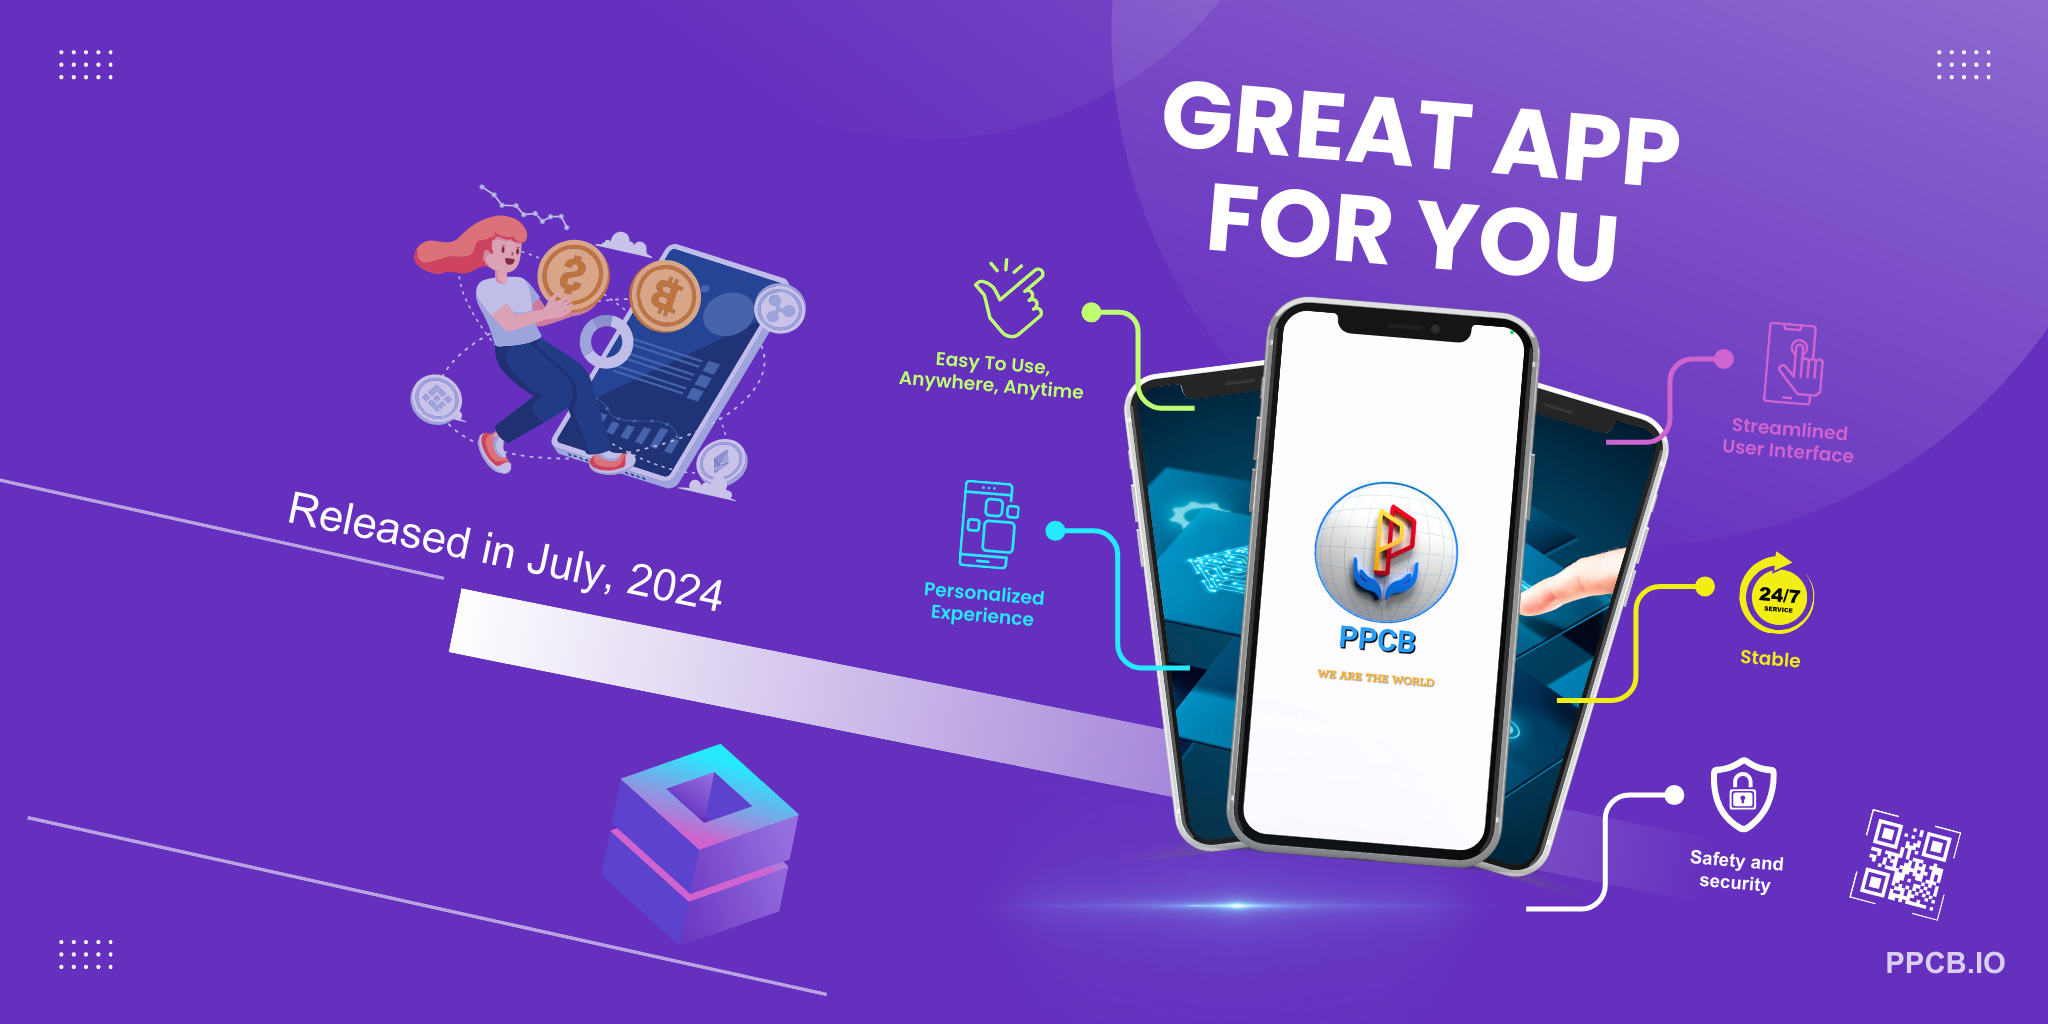 GREAT APP
FOR YOU
Easy To Use,
Anywhere, Anytime
Streamlined
User Interface
Released in July, 2024
Personalized
Experience
PPCB
WE ARE THE WORLD
24/7
SERVICE
Stable
Safety and
security
PPCB.IO